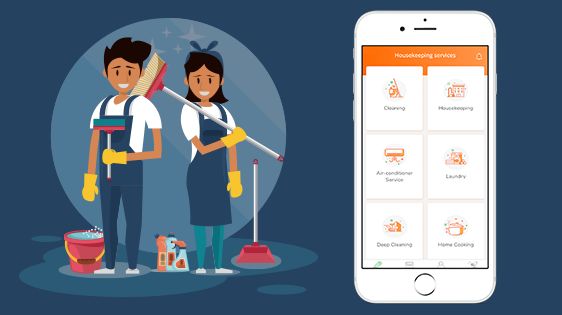 Housekeeping services
Cleaning
Housekeeping
Air-conditioner
Service
Laundry
Deep Cleaning
Home Cooking